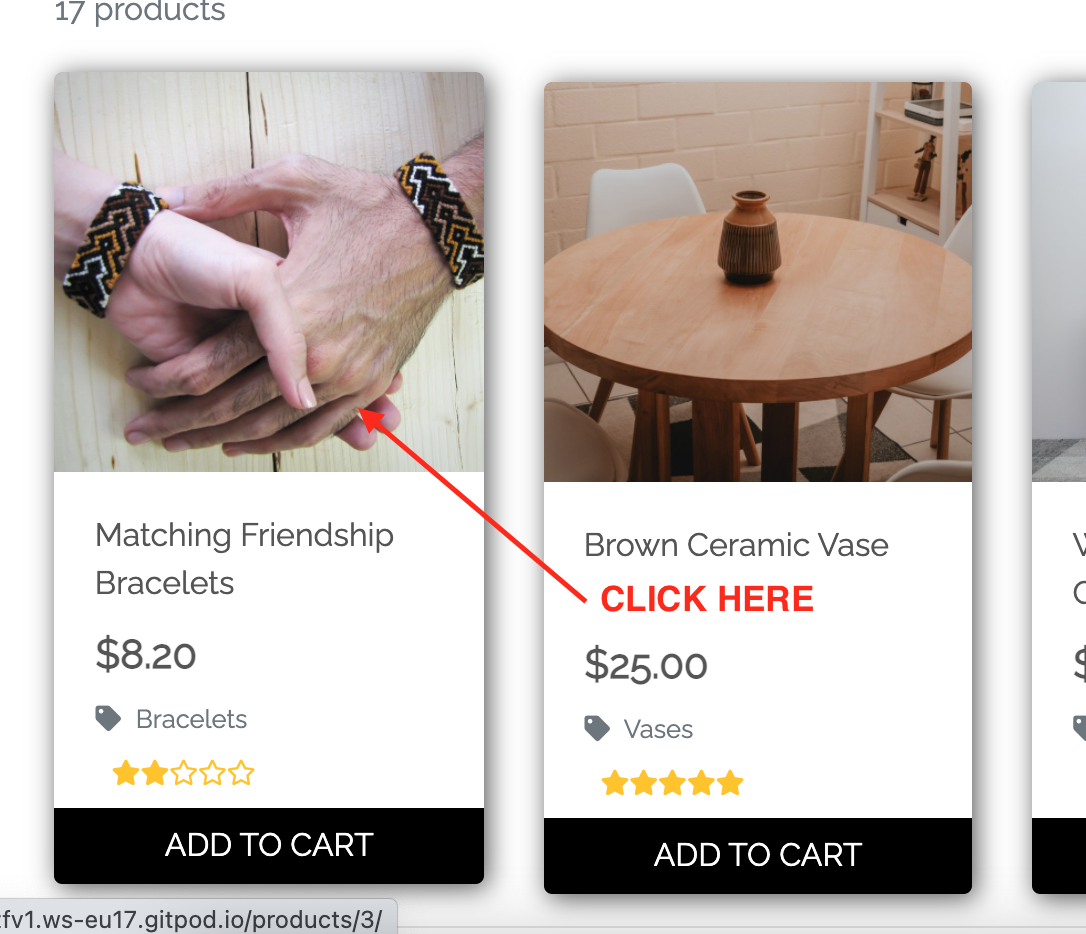 17 products
Matching Friendship
Bracelets
$8.20
Bracelets
ADD TO CART
Brown Ceramic Vase
CLICK HERE
$25.00
Vases
ADD TO CART
fv1.ws-eu17.gitpod.io/products/3/